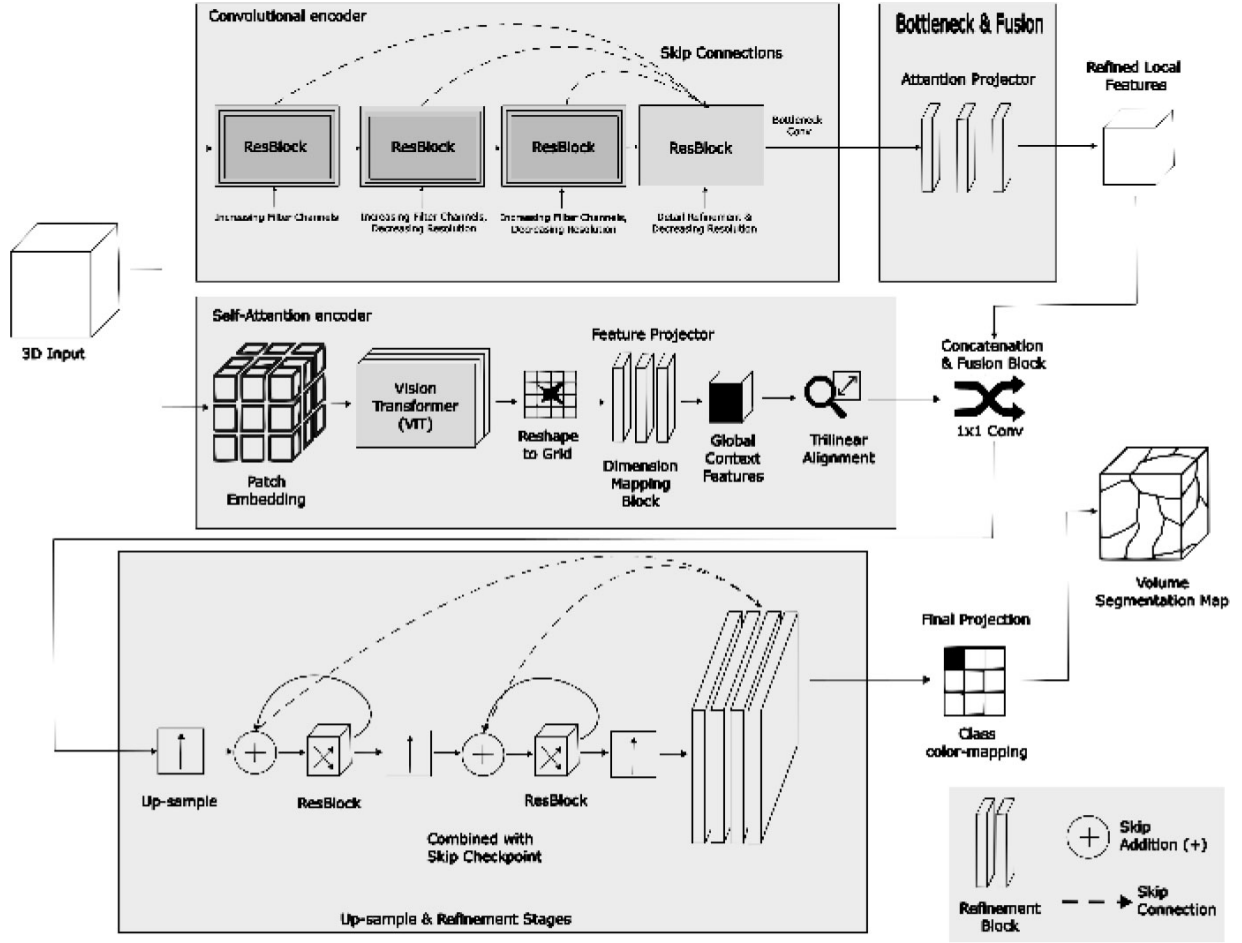 Convolutional encoder
Skip Connections
ResBlock
ResBlock
ResBlock
ResBlock
Increasing Filter Channels
Increasing Filter Channels,
Decreasing Resolution
Increasing Filter Channels,
Decreasing Resolution
Detail Refinement &
Decreasing Resolution
Bottleneck
Conv
Bottleneck & Fusion
Attention Projector
Refined Local
Features
3D Input
Self-Attention encoder
Patch
Embedding
Vision
Transformer
(VIT)
Reshape
to Grid
Feature Projector
Dimension
Mapping
Block
Global
Context
Features
Trilinear
Alignment
Concatenation
& Fusion Block
1x1 Conv
Volume
Segmentation Map
Up-sample
ResBlock
Combined with
Skip Checkpoint
ResBlock
Up-sample & Refinement Stages
Final Projection
Class
color-mapping
Refinement
Block
Skip
Addition (+)
Skip
Connection